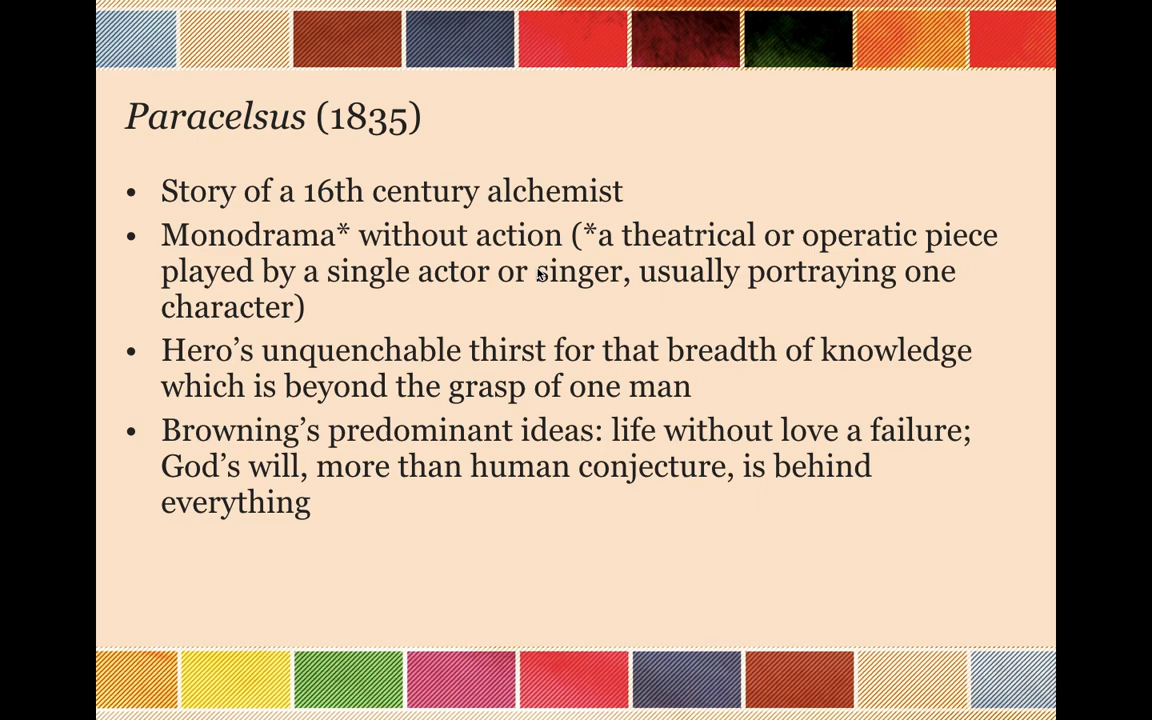 Paracelsus (1835)
• Story of a 16th century alchemist
• Monodrama* without action (*a theatrical or operatic piece
played by a single actor or singer, usually portraying one
character)
• Hero’s unquenchable thirst for that breadth of knowledge
which is beyond the grasp of one man
• Browning’s predominant ideas: life without love a failure;
God’s will, more than human conjecture, is behind
everything